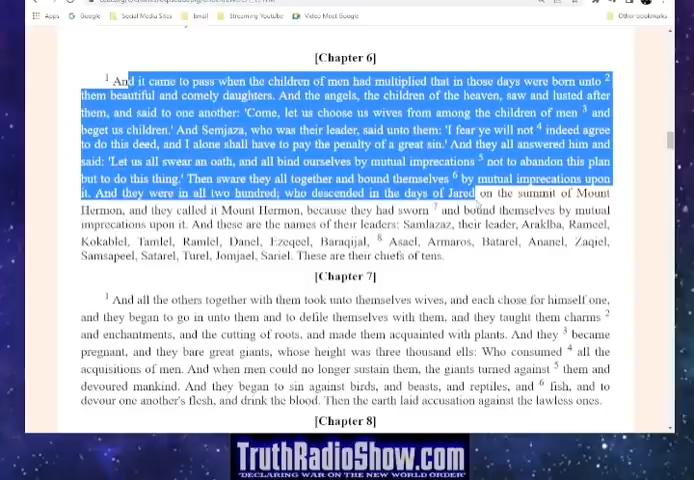 Apps Google Social Media Sites Email Streaming Youtube Video Meet Google Other bookmarks
[Chapter 6]
1 And it came to pass when the children of men had multiplied that in those days were born unto 2
them beautiful and comely daughters. And the angels, the children of the heaven, saw and lusted after
them, and said to one another: 'Come, let us choose us wives from among the children of men 3 and
beget us children.' And Semjaza, who was their leader, said unto them: 'I fear ye will not 4 indeed agree
to do this deed, and I alone shall have to pay the penalty of a great sin.' And they all answered him and
said: 'Let us all swear an oath, and all bind ourselves by mutual imprecations 5 not to abandon this plan
but to do this thing.' Then sware they all together and bound themselves 6 by mutual imprecations upon
it. And they were in all two hundred; who descended in the days of Jared on the summit of Mount
Hermon, and they called it Mount Hermon, because they had sworn 7 and bound themselves by mutual
imprecations upon it. And these are the names of their leaders: Samlazaz, their leader, Araklba, Rameel,
Kokablel, Tamlel, Ramlel, Danel, Ezeqeel, Baraqijal, 8 Asael, Armaros, Batarel, Ananel, Zaqiel,
Samsapeel, Satarel, Turel, Jomjael, Sariel. These are their chiefs of tens.
[Chapter 7]
1 And all the others together with them took unto themselves wives, and each chose for himself one,
and they began to go in unto them and to defile themselves with them, and they taught them charms 2
and enchantments, and the cutting of roots, and made them acquainted with plants. And they 3 became
pregnant, and they bare great giants, whose height was three thousand ells: Who consumed 4 all the
acquisitions of men. And when men could no longer sustain them, the giants turned against 5 them and
devoured mankind. And they began to sin against birds, and beasts, and reptiles, and 6 fish, and to
devour one another's flesh, and drink the blood. Then the earth laid accusation against the lawless ones.
[Chapter 8]
TruthRadioShow.com
"DECLARING WAR ON THE NEW WORLD ORDER"